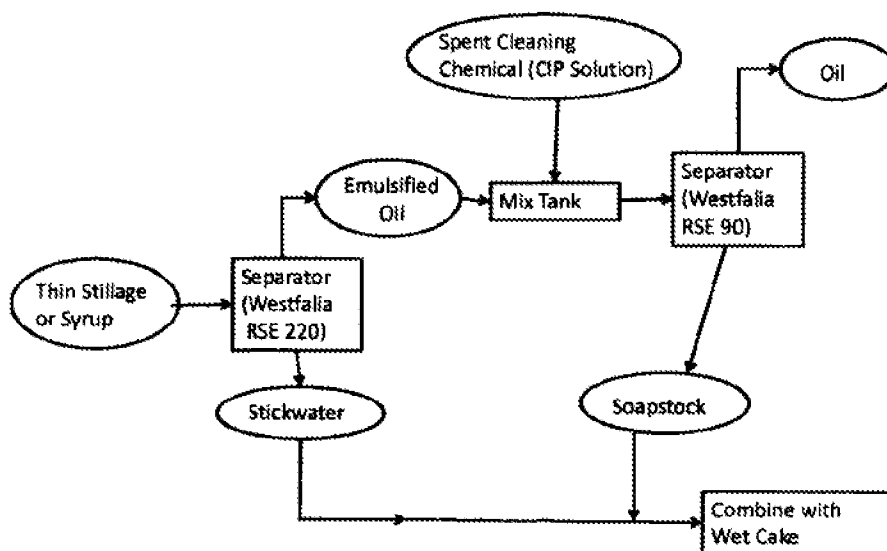 Spent Cleaning
Chemical (CIP Solution)
Oil
Emulsified
Oil
Mix Tank
Separator
(Westfalia
RSE 90)
Thin Stillage
or Syrup
Separator
(Westfalia
RSE 220)
Stickwater
Soapstock
Combine with
Wet Cake